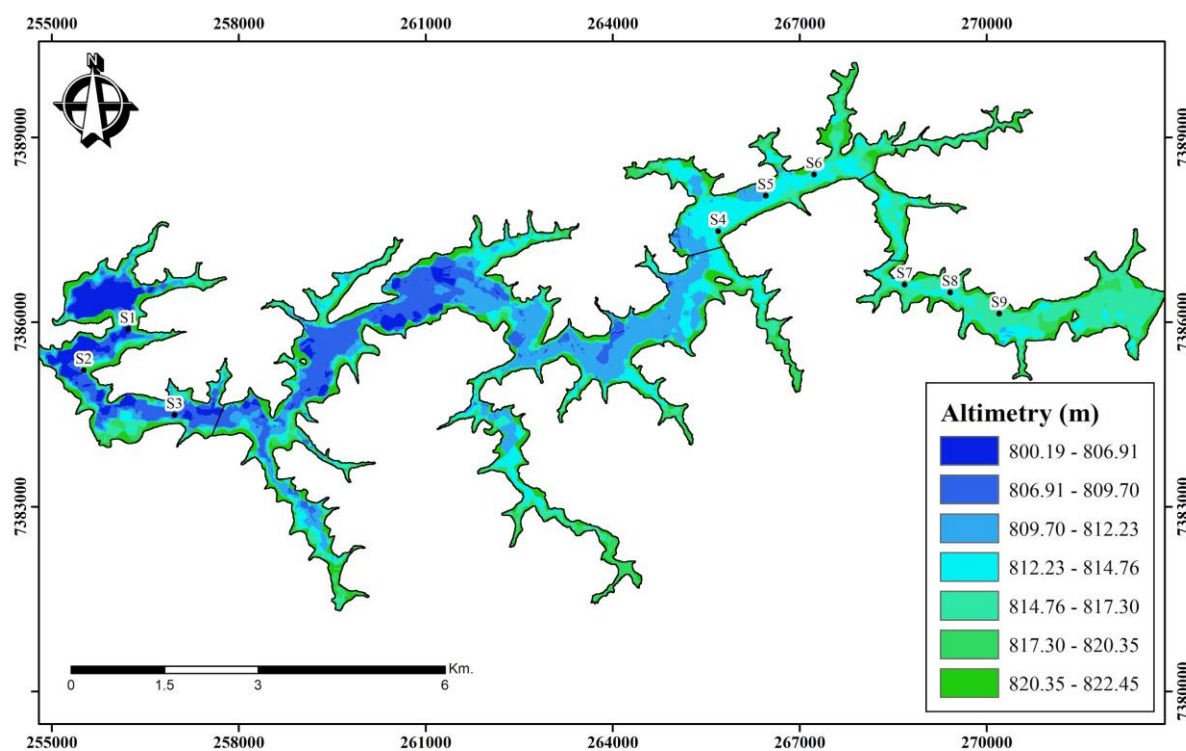 255000 258000 261000 264000 267000 270000
N
7389000 7389000
S6
S5
S4
S7
S8
S9
7386000 7386000
S1
S2
S3
Altimetry (m)
800.19 - 806.91
806.91 - 809.70
809.70 - 812.23
812.23 - 814.76
814.76 - 817.30
817.30 - 820.35
820.35 - 822.45
7383000 7383000
Km.
0 1.5 3 6
7380000 7380000
255000 258000 261000 264000 267000 270000